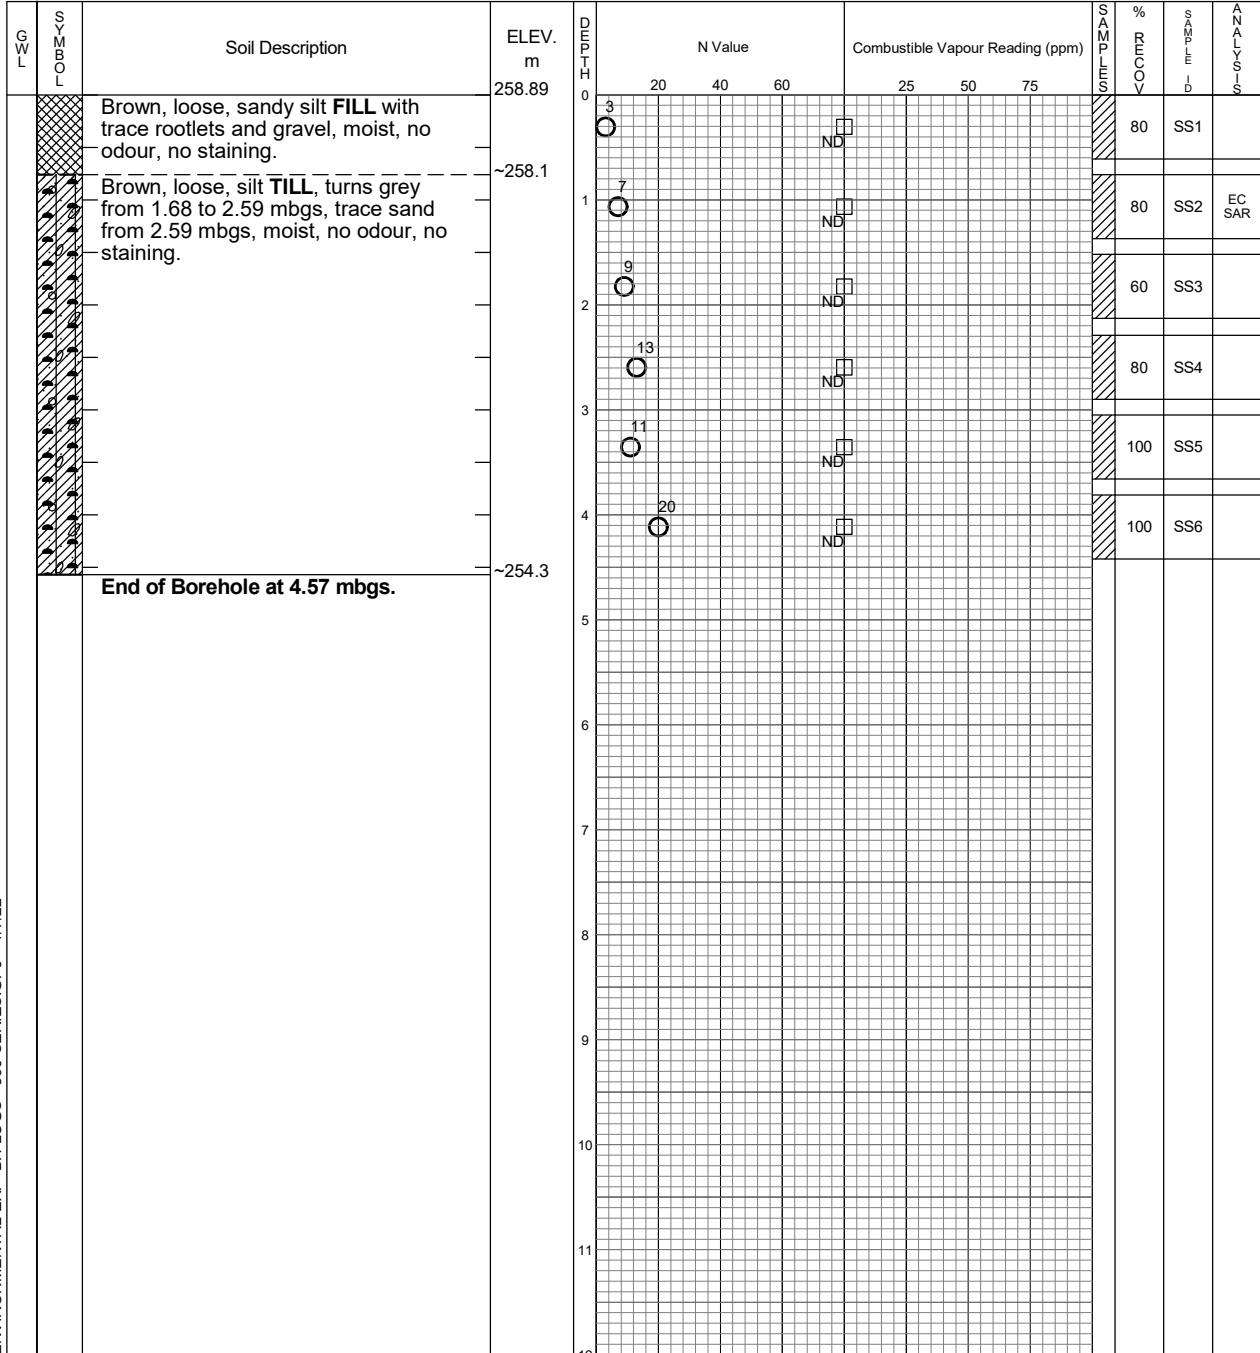 GWL
SYMBOL
Soil Description
ELEV.
m
258.89
DEPTH
N Value
20 40 60
Combustible Vapour Reading (ppm)
25 50 75
SAMPLES
% RECOV
SAMPLE ID
ANALYSIS
0
Brown, loose, sandy silt FILL with
trace rootlets and gravel, moist, no
odour, no staining.
3
ND
80 SS1
~258.1
Brown, loose, silt TILL, turns grey
from 1.68 to 2.59 mbgs, trace sand
from 2.59 mbgs, moist, no odour, no
staining.
1
7
ND
80 SS2 EC
SAR
9
ND
60 SS3
2
13
ND
80 SS4
3
11
ND
100 SS5
4
20
ND
100 SS6
~254.3
End of Borehole at 4.57 mbgs.
5
6
7
8
9
10
11